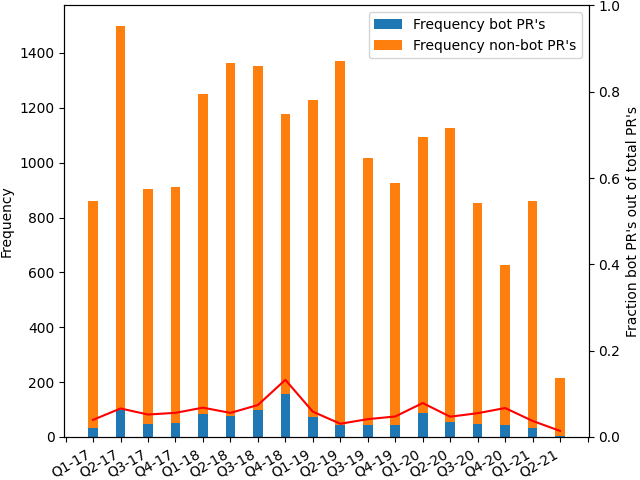 Frequency bot PR's
Frequency non-bot PR's
Frequency
1400
1200
1000
800
600
400
200
0
1.0
0.8
0.6
0.4
0.2
0.0
Fraction bot PR's out of total PR's
Q1-17
Q2-17
Q3-17
Q4-17
Q1-18
Q2-18
Q3-18
Q4-18
Q1-19
Q2-19
Q3-19
Q4-19
Q1-20
Q2-20
Q3-20
Q4-20
Q1-21
Q2-21